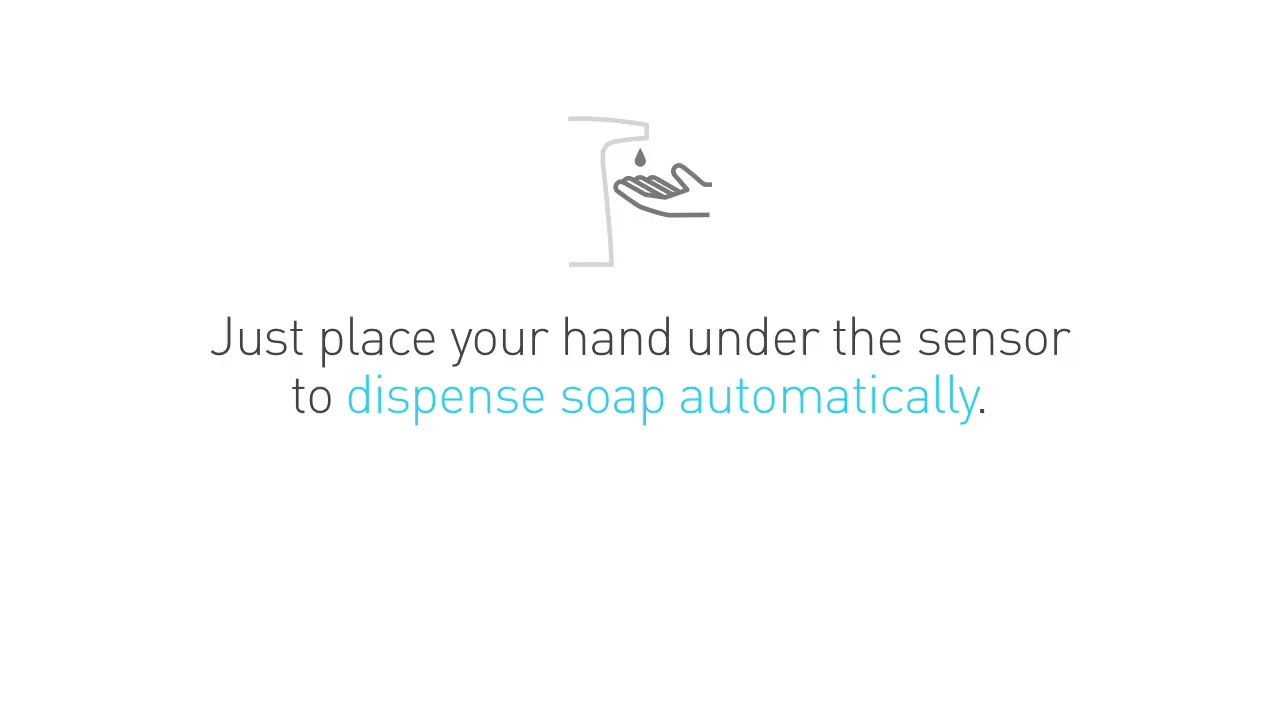 Just place your hand under the sensor
to dispense soap automatically.